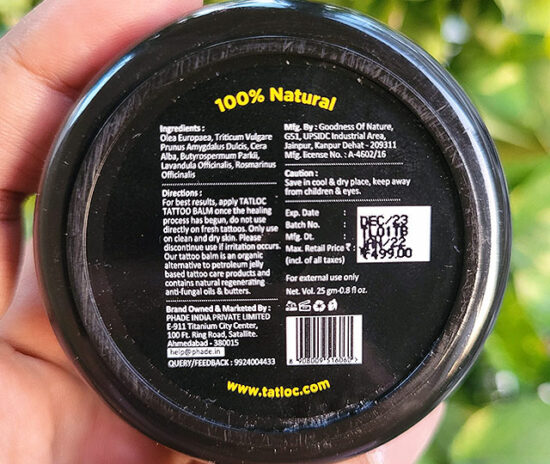 100% Natural
Ingredients :
Olea Europaea, Triticum Vulgare
Prunus Amygdalus Dulcis, Cera
Alba, Butyrospermum Parkii,
Lavandula Officinalis, Rosmarinus
Officinalis
Directions :
For best results, apply TATLOC
TATTOO BALM once the healing
process has begun, do not use
directly on fresh tattoos. Only use
on clean and dry skin. Please
discontinue use if irritation occurs.
Our tattoo balm is an organic
alternative to petroleum jelly
based tattoo care products and
contains natural regenerating
anti-fungal oils & butters.
Brand Owned & Marketed By :
PHADE INDIA PRIVATE LIMITED
E-911 Titanium City Center,
100 Ft. Ring Road, Satallite.
Ahmedabad - 380015
help@phade.in
QUERY/FEEDBACK : 9924004433
Mfg. By : Goodness Of Nature,
G51, UPSIDC Industrial Area,
Jainpur, Kanpur Dehat - 209311
Mfg. license No. : A-4602/16
Caution :
Save in cool & dry place, keep away
from children & eyes.
Exp. Date : DEC/23
Batch No. : TL01TB
Mfg. Dt. : JAN/22
Max. Retail Price ₹ : ₹499.00
(incl. of all taxes)
For external use only
Net. Vol. 25 gm-0.8 fl oz.
8 908009 516060
www.tatloc.com